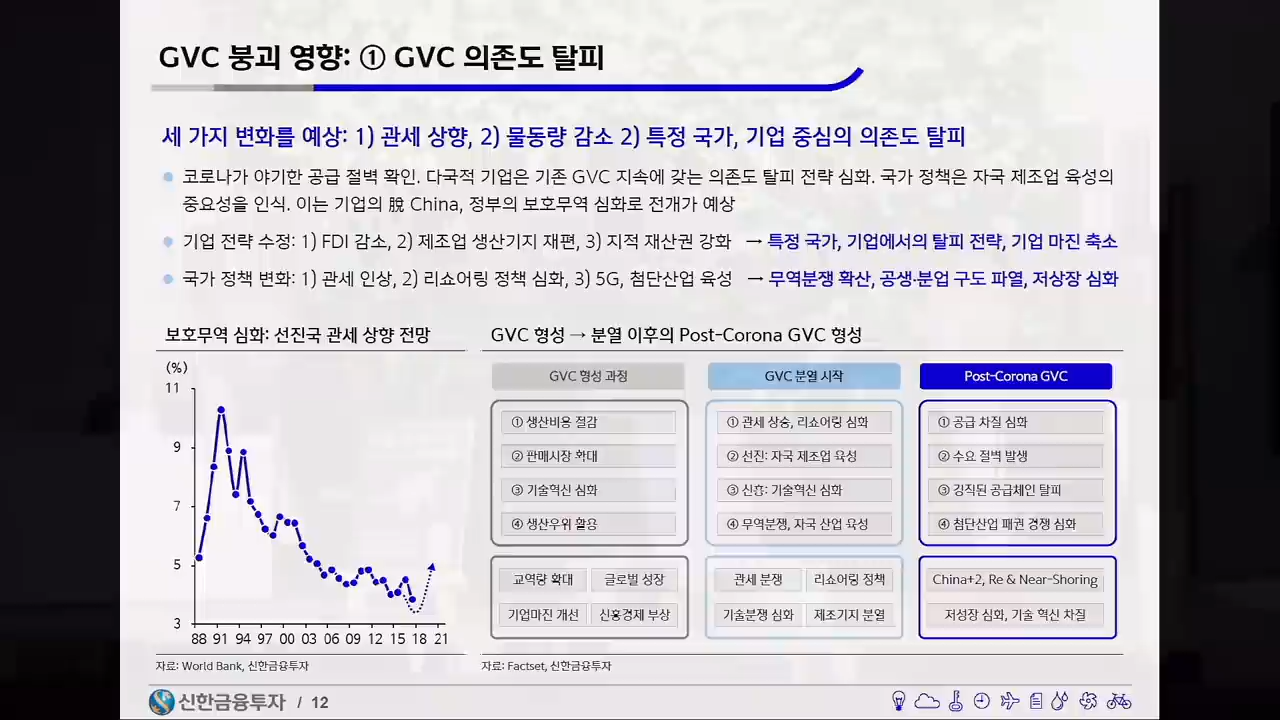 GVC 붕괴 영향: ① GVC 의존도 탈피
세 가지 변화를 예상: 1) 관세 상향, 2) 물동량 감소 2) 특정 국가, 기업 중심의 의존도 탈피
코로나가 야기한 공급 절벽 확인. 다국적 기업은 기존 GVC 지속에 갖는 의존도 탈피 전략 심화. 국가 정책은 자국 제조업 육성의
중요성을 인식. 이는 기업의 脫 China, 정부의 보호무역 심화로 전개가 예상
기업 전략 수정: 1) FDI 감소, 2) 제조업 생산기지 재편, 3) 지적 재산권 강화 → 특정 국가, 기업에서의 탈피 전략, 기업 마진 축소
국가 정책 변화: 1) 관세 인상, 2) 리쇼어링 정책 심화, 3) 5G, 첨단산업 육성 → 무역분쟁 확산, 공생·분업 구도 파열, 저상장 심화
보호무역 심화: 선진국 관세 상향 전망
(%)
11
9
7
5
3
88 91 94 97 00 03 06 09 12 15 18 21
자료: World Bank, 신한금융투자
GVC 형성 → 분열 이후의 Post-Corona GVC 형성
GVC 형성 과정
① 생산비용 절감
② 판매시장 확대
③ 기술혁신 심화
④ 생산우위 활용
교역량 확대 글로벌 성장
기업마진 개선 신흥경제 부상
GVC 분열 시작
① 관세 상승, 리쇼어링 심화
② 선진: 자국 제조업 육성
③ 신흥: 기술혁신 심화
④ 무역분쟁, 자국 산업 육성
관세 분쟁 리쇼어링 정책
기술분쟁 심화 제조기지 분열
Post-Corona GVC
① 공급 차질 심화
② 수요 절벽 발생
③ 경직된 공급체인 탈피
④ 첨단산업 패권 경쟁 심화
China+2, Re & Near-Shoring
저성장 심화, 기술 혁신 차질
자료: Factset, 신한금융투자
신한금융투자 / 12